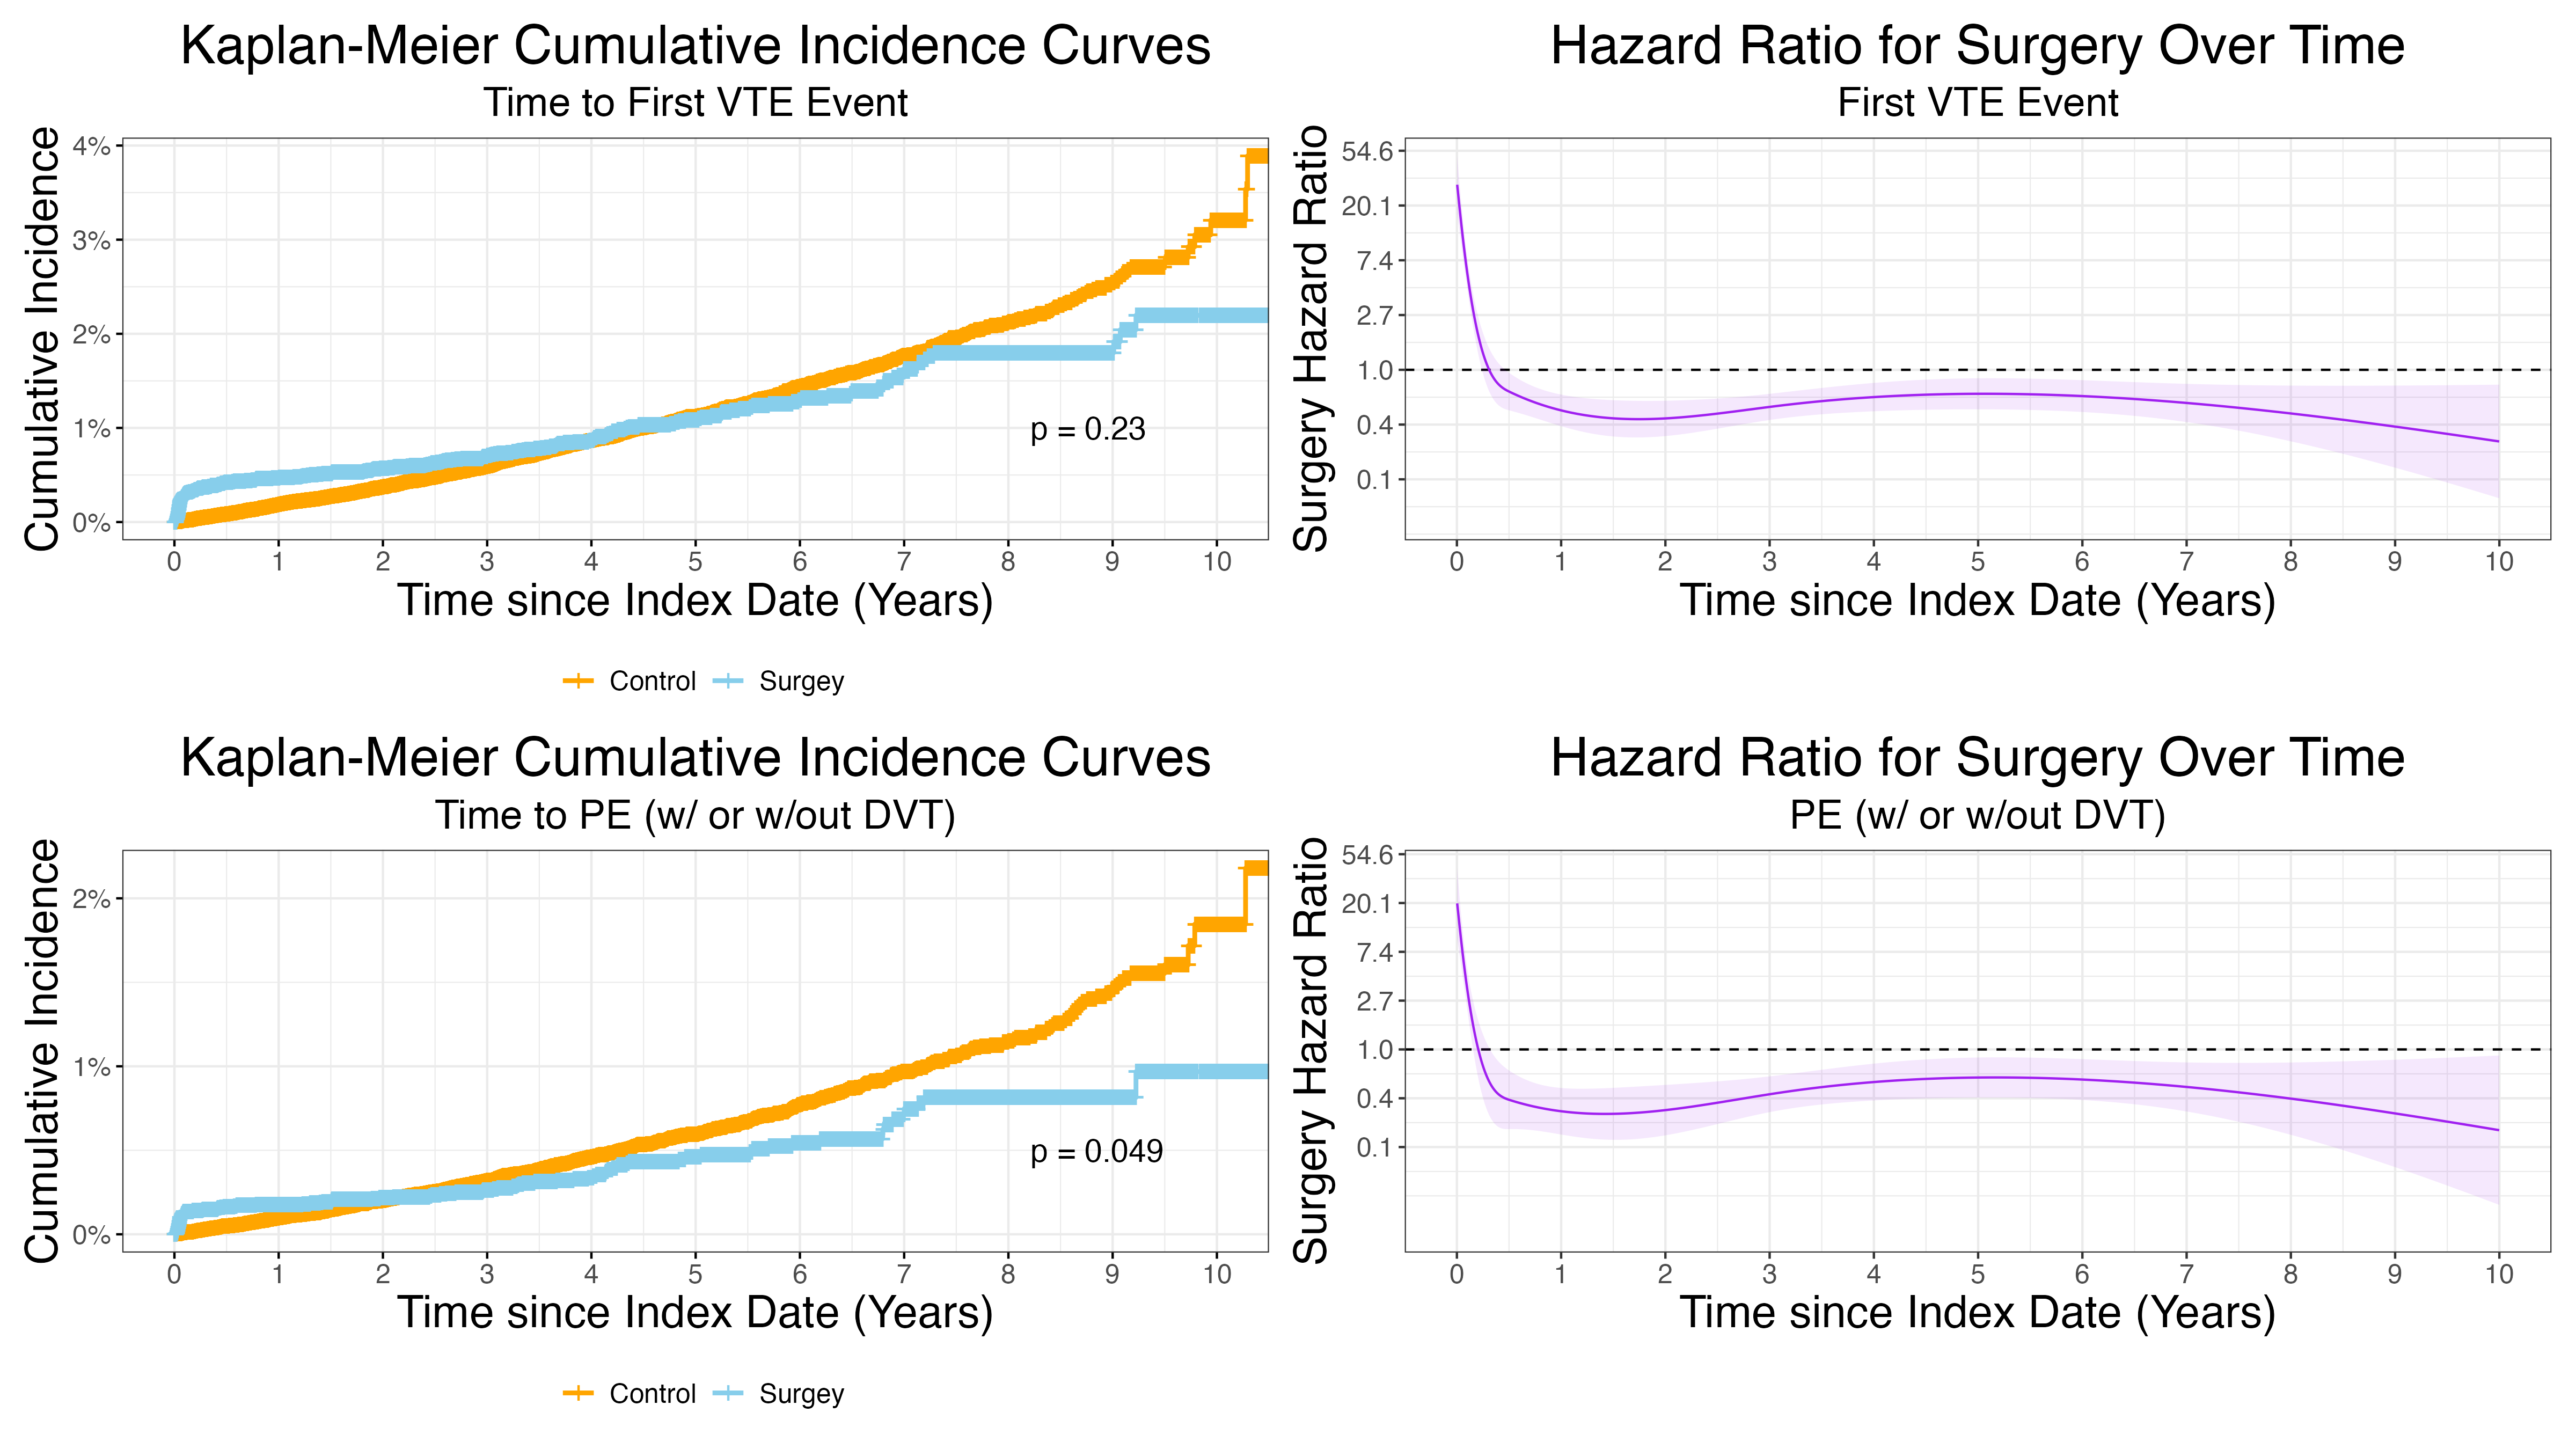 Kaplan-Meier Cumulative Incidence Curves
Time to First VTE Event
Cumulative Incidence
4%
3%
2%
1%
0%
p = 0.23
0 1 2 3 4 5 6 7 8 9 10
Time since Index Date (Years)
Control Surgey
Hazard Ratio for Surgery Over Time
First VTE Event
Surgery Hazard Ratio
54.6
20.1
7.4
2.7
1.0
0.4
0.1
0 1 2 3 4 5 6 7 8 9 10
Time since Index Date (Years)
Kaplan-Meier Cumulative Incidence Curves
Time to PE (w/ or w/out DVT)
Cumulative Incidence
2%
1%
0%
p = 0.049
0 1 2 3 4 5 6 7 8 9 10
Time since Index Date (Years)
Control Surgey
Hazard Ratio for Surgery Over Time
PE (w/ or w/out DVT)
Surgery Hazard Ratio
54.6
20.1
7.4
2.7
1.0
0.4
0.1
0 1 2 3 4 5 6 7 8 9 10
Time since Index Date (Years)